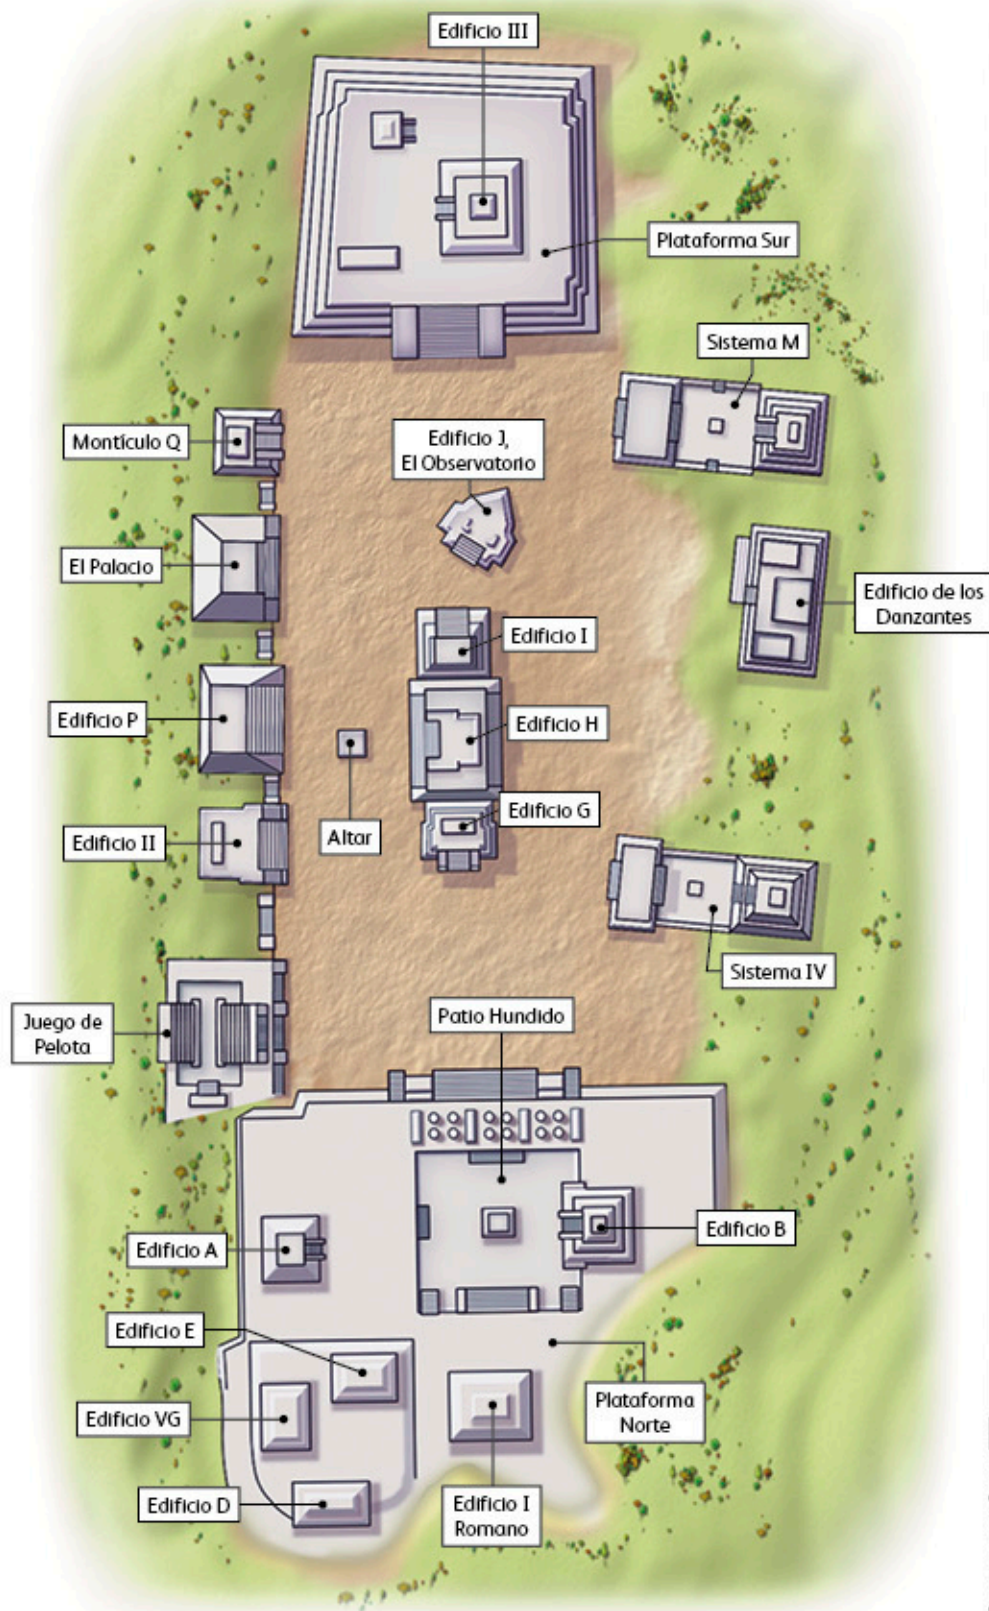 Edificio III
Plataforma Sur
Sistema M
Montículo Q
Edificio J,
El Observatorio
El Palacio
Edificio de los
Danzantes
Edificio I
Edificio P
Edificio H
Edificio G
Altar
Edificio II
Sistema IV
Juego de
Pelota
Patio Hundido
Edificio B
Edificio A
Edificio E
Plataforma
Norte
Edificio VG
Edificio D
Edificio I
Romano